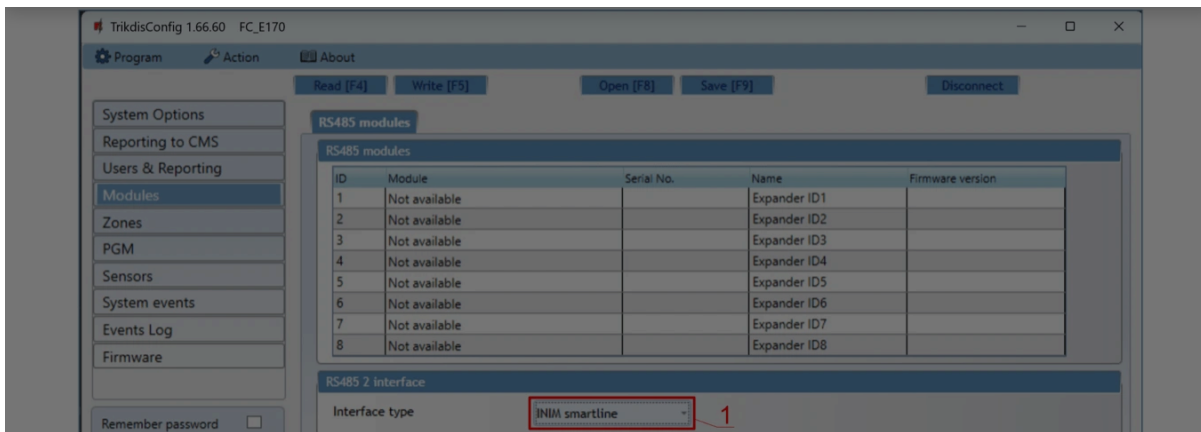 TrikdisConfig 1.66.60 FC_E170
Program Action About
Read [F4] Write [F5] Open [F8] Save [F9] Disconnect
System Options
Reporting to CMS
Users & Reporting
Modules
Zones
PGM
Sensors
System events
Events Log
Firmware
Remember password
RS485 modules
RS485 modules
ID Module Serial No. Name Firmware version
1 Not available Expander ID1
2 Not available Expander ID2
3 Not available Expander ID3
4 Not available Expander ID4
5 Not available Expander ID5
6 Not available Expander ID6
7 Not available Expander ID7
8 Not available Expander ID8
RS485 2 interface
Interface type INIM smartline 1